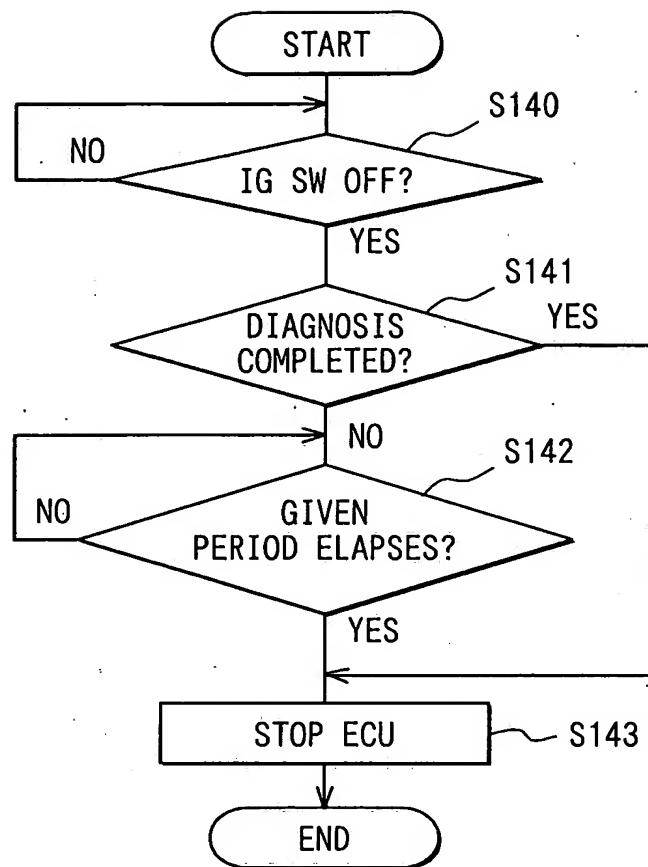 START
S140
NO
IG SW OFF?
YES
S141
DIAGNOSIS
COMPLETED?
YES
NO
S142
NO
GIVEN
PERIOD ELAPSES?
YES
STOP ECU
S143
END